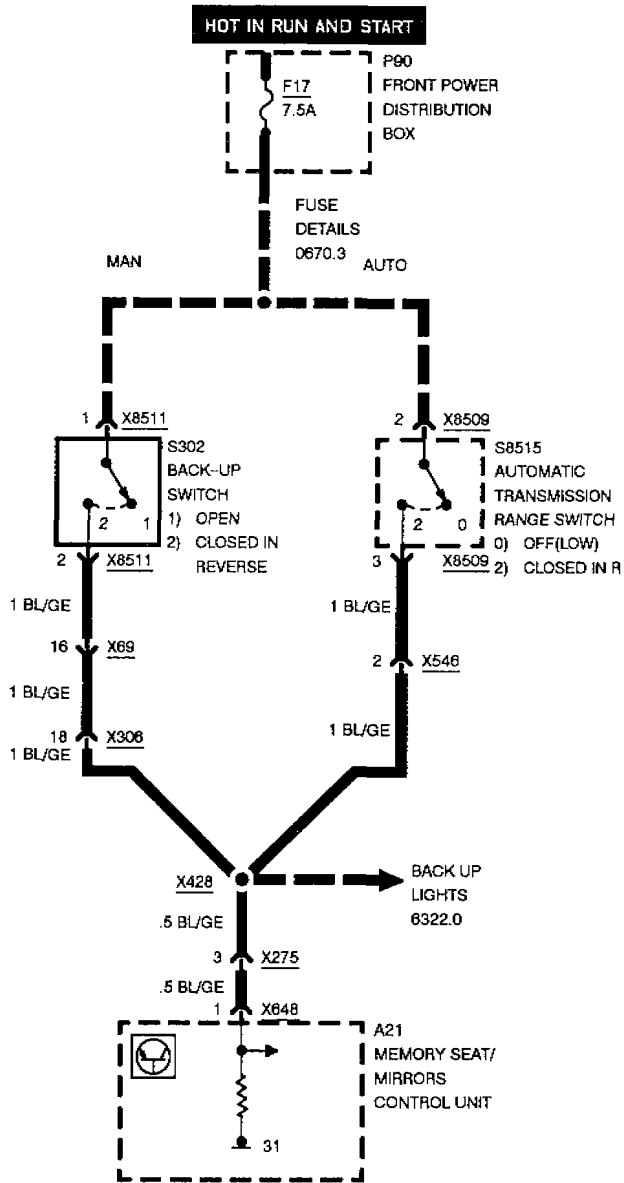 HOT IN RUN AND START
P90
FRONT POWER
DISTRIBUTION
BOX
F17
7.5A
FUSE
DETAILS
0670.3
MAN
AUTO
1 X8511
2 X8509
S302
BACK-UP
SWITCH
1) OPEN
2) CLOSED IN
REVERSE
2 1
S8515
AUTOMATIC
TRANSMISSION
RANGE SWITCH
0) OFF(LOW)
2) CLOSED IN R
2 0
2 X8511
3 X8509
1 BL/GE
1 BL/GE
16 X69
2 X546
1 BL/GE
1 BL/GE
18 X306
1 BL/GE
X428
BACK UP
LIGHTS
6322.0
.5 BL/GE
3 X275
.5 BL/GE
1 X648
A21
MEMORY SEAT/
MIRRORS
CONTROL UNIT
31